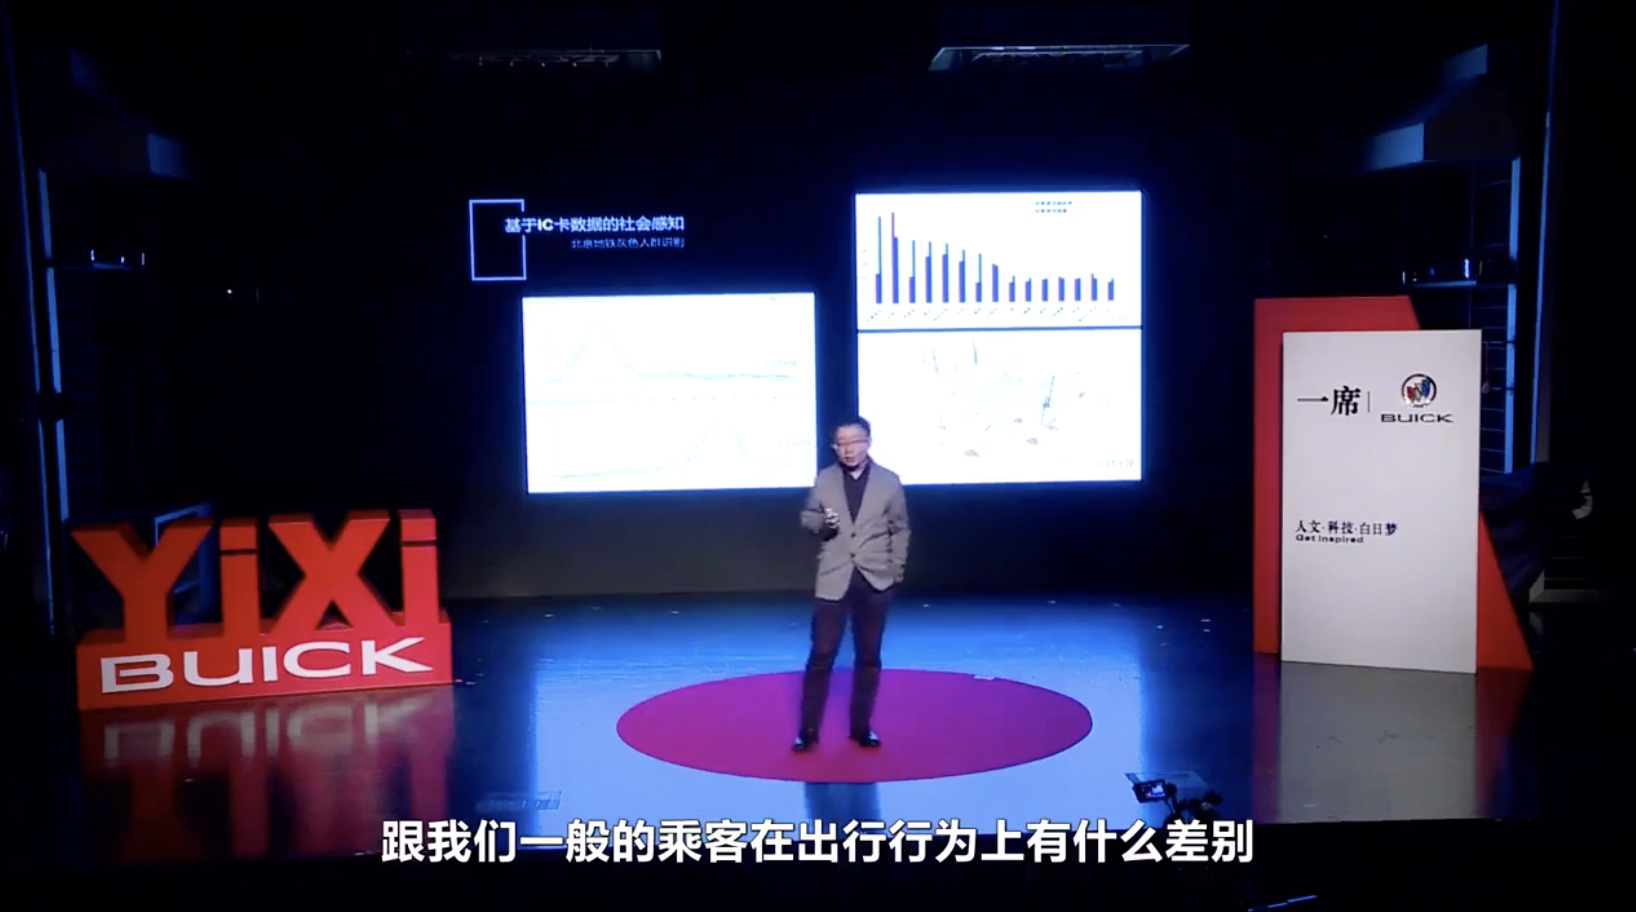 基于IC卡数据的社会感知
北京地铁灰色人群识别
一席
BUICK
人文·科技·白日梦
Get Inspired
YiXi
BUICK
跟我们一般的乘客在出行行为上有什么差别